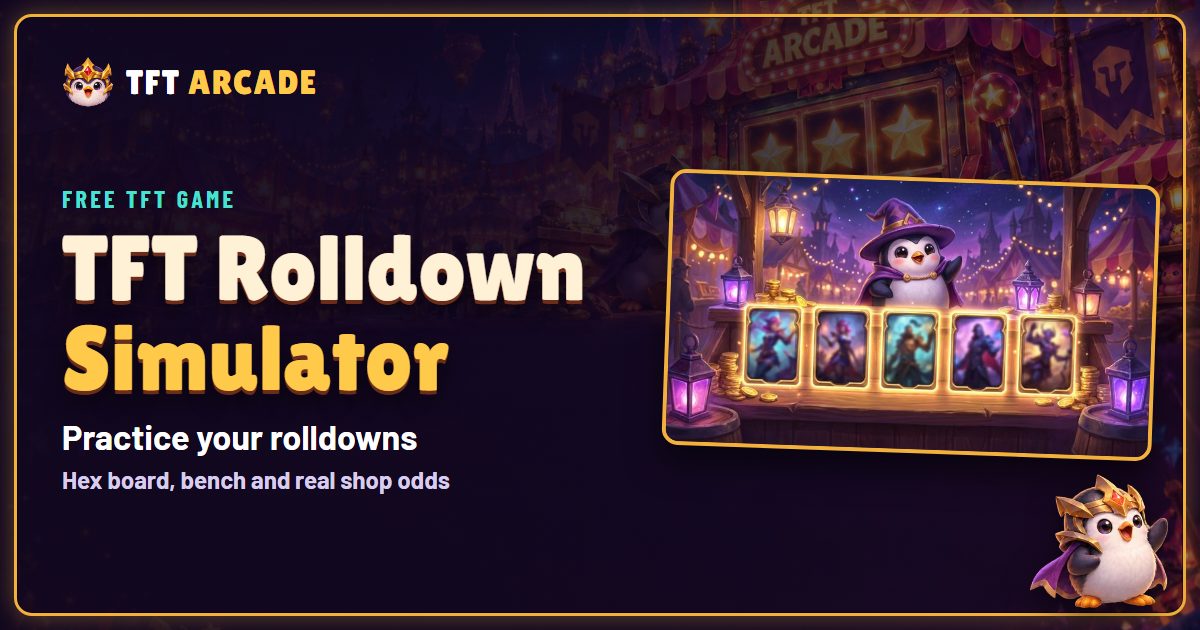 TFT ARCADE
TFT
ARCADE
FREE TFT GAME
TFT Rolldown
Simulator
Practice your rolldowns
Hex board, bench and real shop odds